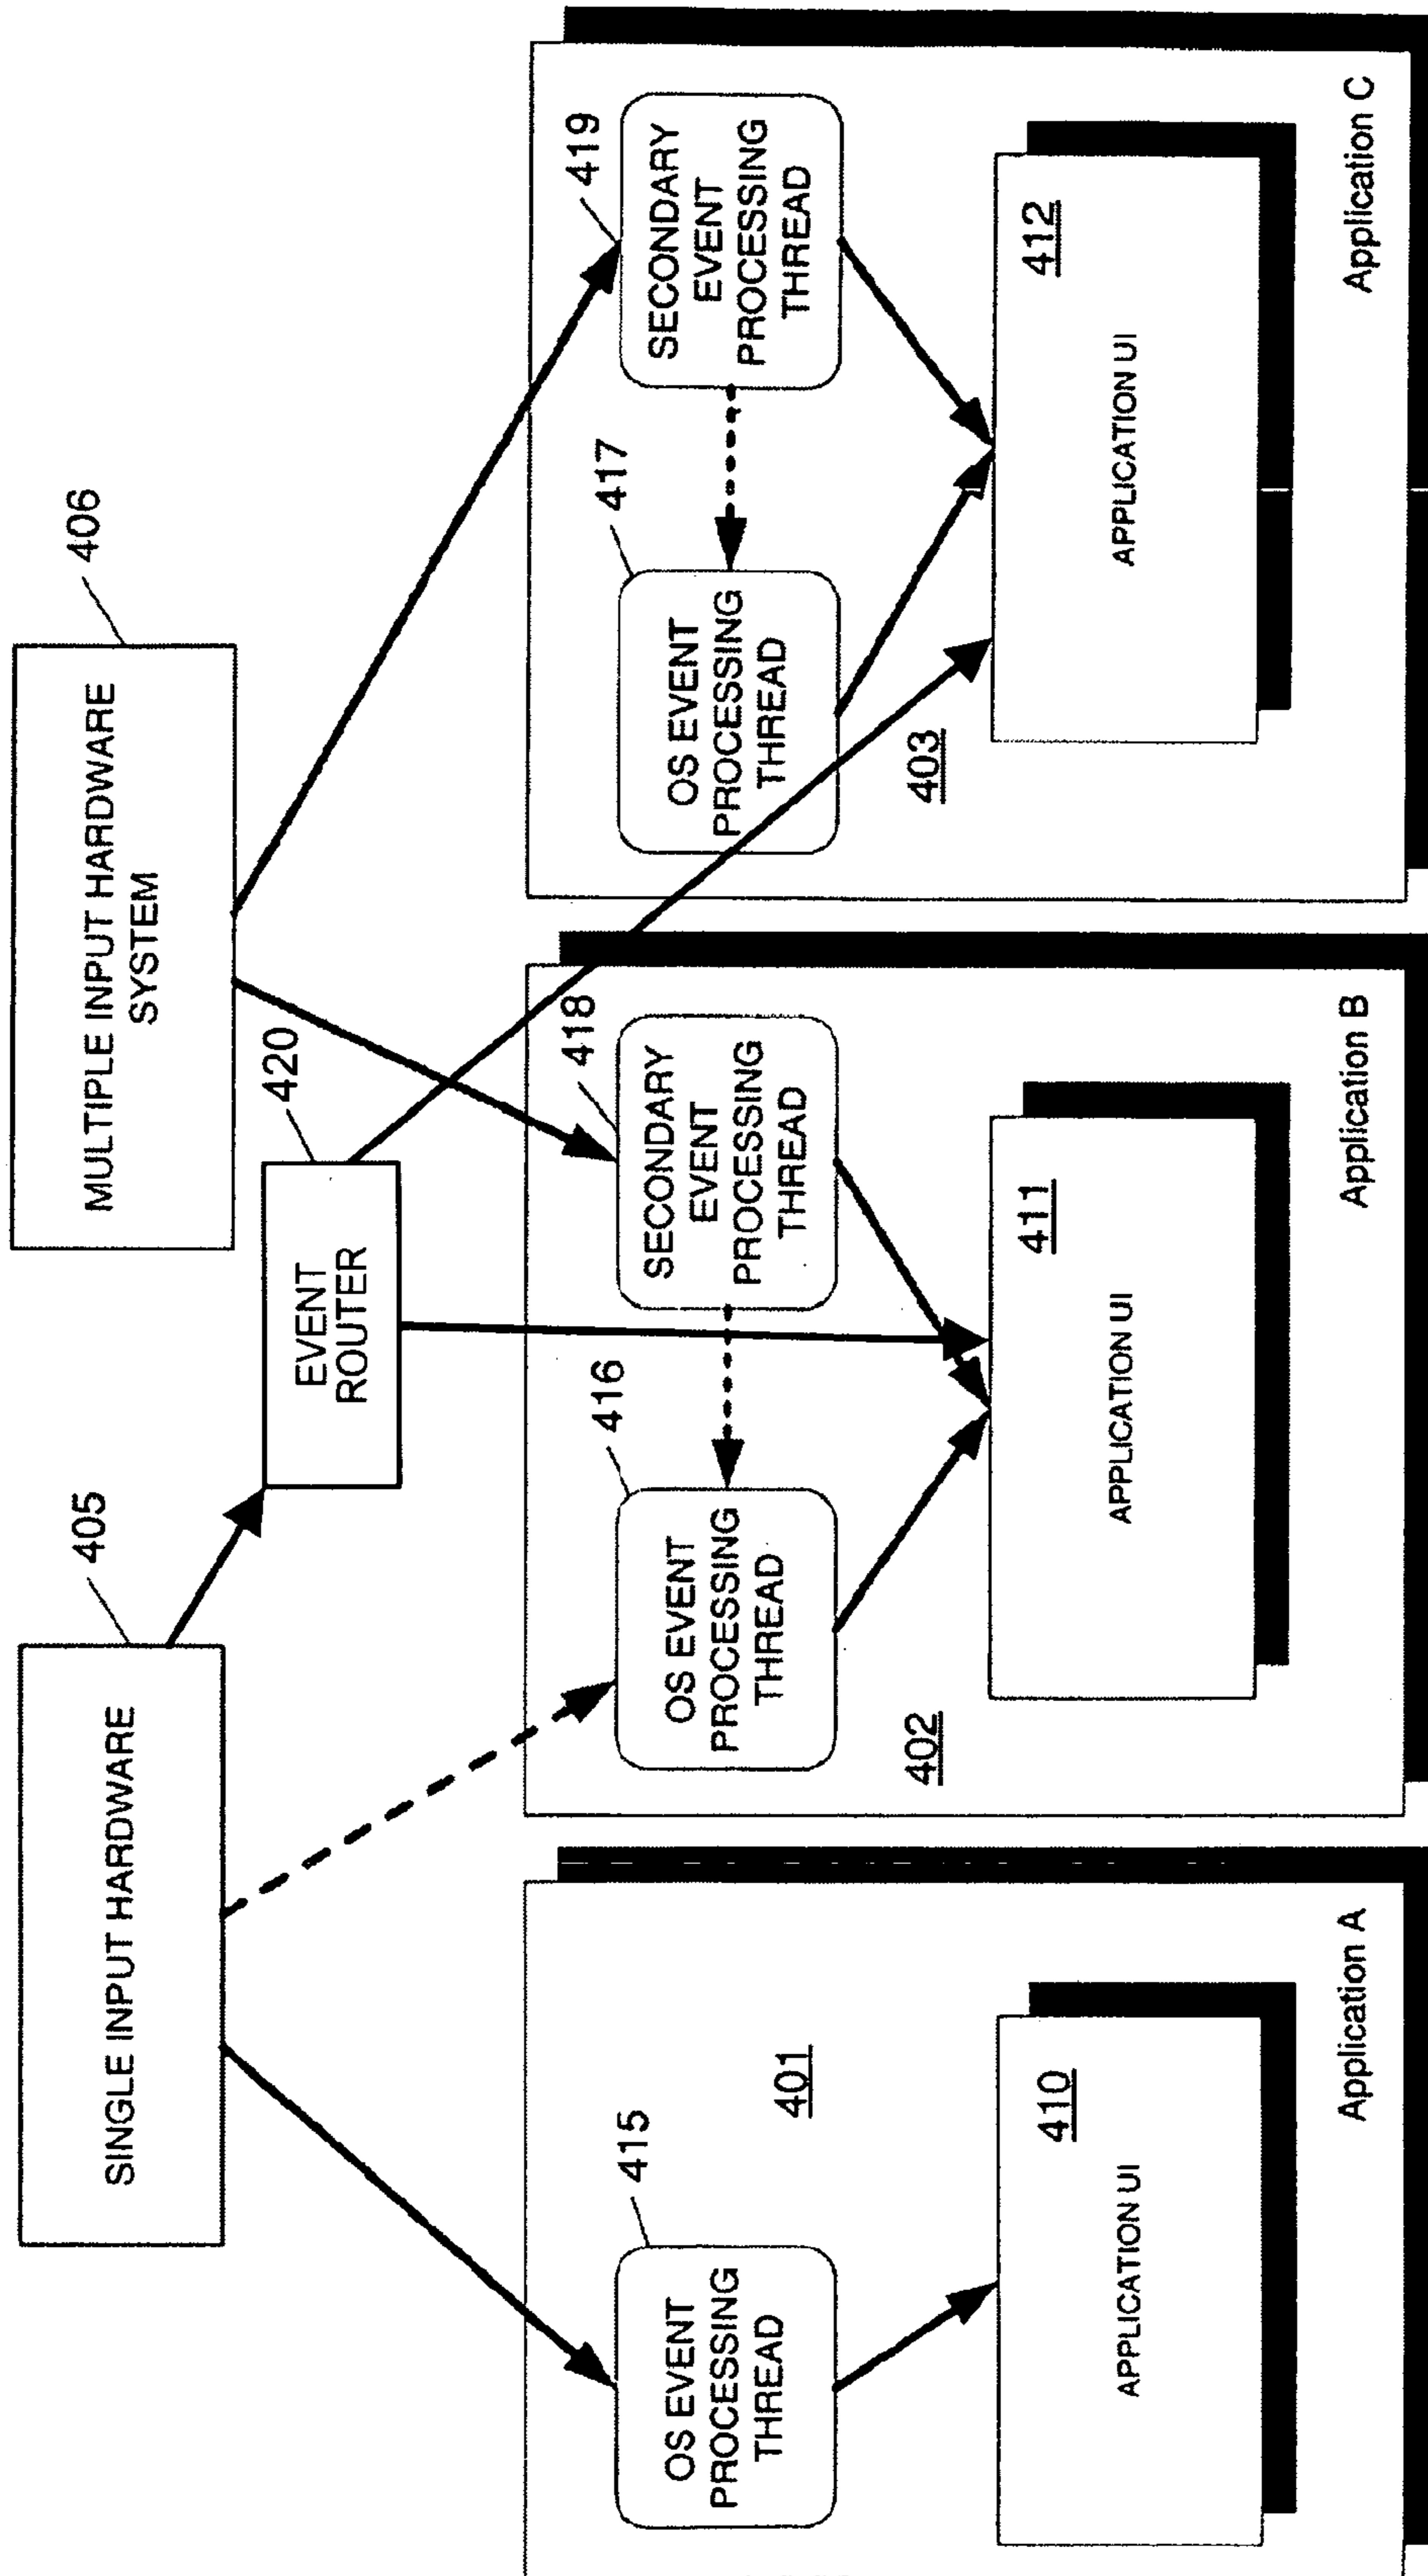 MULTIPLE INPUT HARDWARE
SYSTEM
406
SINGLE INPUT HARDWARE
405
EVENT
ROUTER
420
OS EVENT
PROCESSING
THREAD
415
401
410
APPLICATION UI
Application A
OS EVENT
PROCESSING
THREAD
416
SECONDARY
EVENT
PROCESSING
THREAD
418
402
411
APPLICATION UI
Application B
OS EVENT
PROCESSING
THREAD
417
SECONDARY
EVENT
PROCESSING
THREAD
419
403
412
APPLICATION UI
Application C